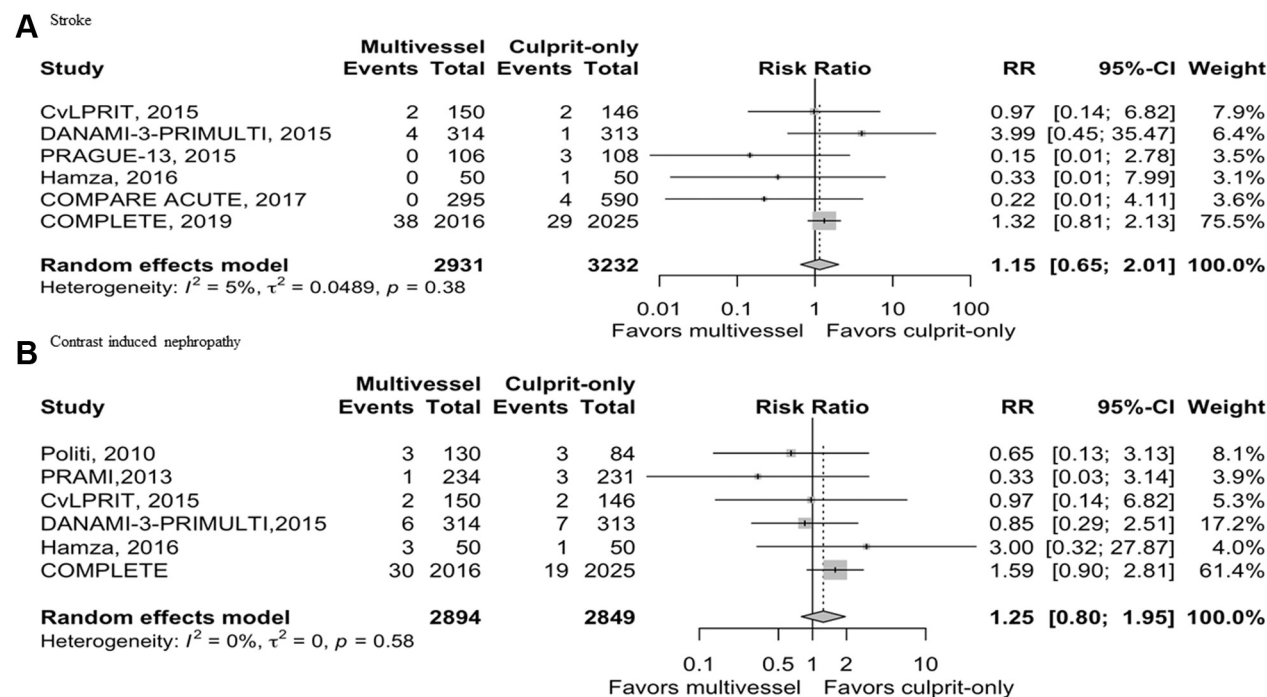 A Stroke
Multivessel Culprit-only
Study Events Total Events Total Risk Ratio RR 95%-CI Weight
CvLPRIT, 2015 2 150 2 146 0.97 [0.14; 6.82] 7.9%
DANAMI-3-PRIMULTI, 2015 4 314 1 313 3.99 [0.45; 35.47] 6.4%
PRAGUE-13, 2015 0 106 3 108 0.15 [0.01; 2.78] 3.5%
Hamza, 2016 0 50 1 50 0.33 [0.01; 7.99] 3.1%
COMPARE ACUTE, 2017 0 295 4 590 0.22 [0.01; 4.11] 3.6%
COMPLETE, 2019 38 2016 29 2025 1.32 [0.81; 2.13] 75.5%
Random effects model 2931 3232 1.15 [0.65; 2.01] 100.0%
Heterogeneity: I² = 5%, τ² = 0.0489, p = 0.38
0.01 0.1 1 10 100
Favors multivessel Favors culprit-only
B Contrast induced nephropathy
Multivessel Culprit-only
Study Events Total Events Total Risk Ratio RR 95%-CI Weight
Politi, 2010 3 130 3 84 0.65 [0.13; 3.13] 8.1%
PRAMI,2013 1 234 3 231 0.33 [0.03; 3.14] 3.9%
CvLPRIT, 2015 2 150 2 146 0.97 [0.14; 6.82] 5.3%
DANAMI-3-PRIMULTI,2015 6 314 7 313 0.85 [0.29; 2.51] 17.2%
Hamza, 2016 3 50 1 50 3.00 [0.32; 27.87] 4.0%
COMPLETE 30 2016 19 2025 1.59 [0.90; 2.81] 61.4%
Random effects model 2894 2849 1.25 [0.80; 1.95] 100.0%
Heterogeneity: I² = 0%, τ² = 0, p = 0.58
0.1 0.5 1 2 10
Favors multivessel Favors culprit-only